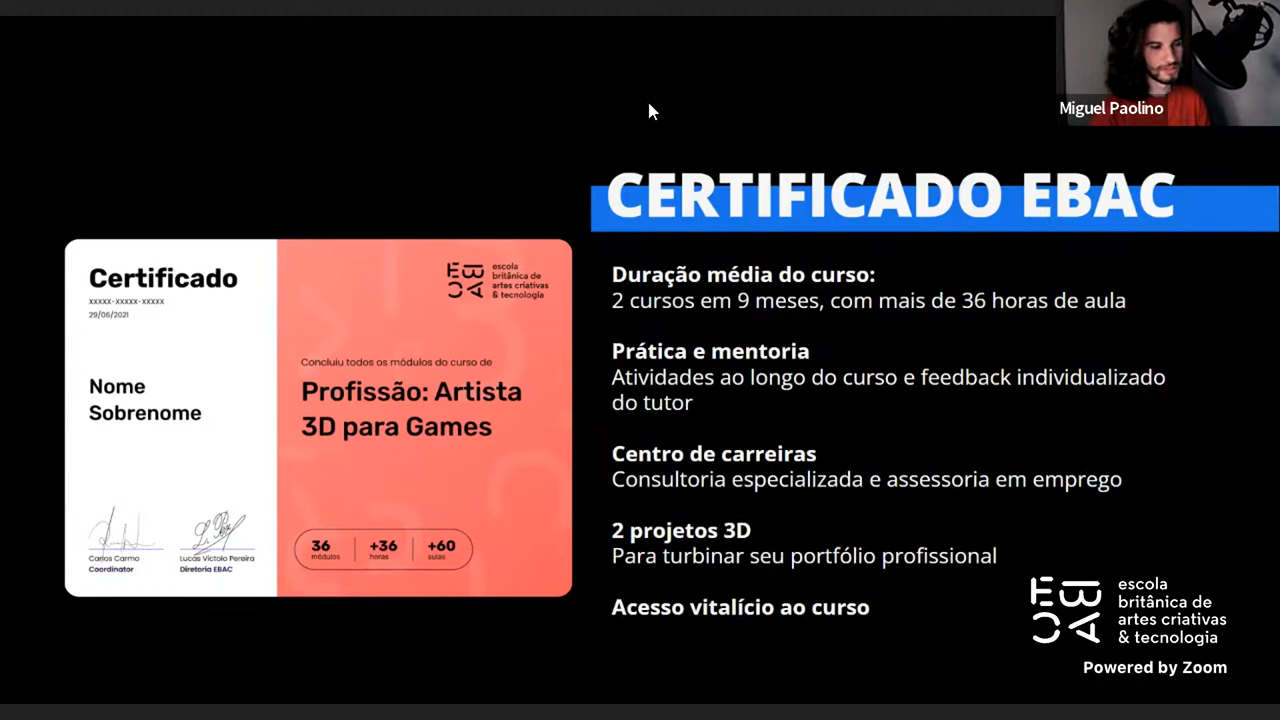 Miguel Paolino
CERTIFICADO EBAC
Certificado
xxxxx-xxxxx-xxxxx
29/06/2021
Nome
Sobrenome
Carlos Carmo
Coordinator
Lucas Victalo Pereira
Diretoria EBAC
EBAC
escola
britânica de
artes criativas
& tecnologia
Concluiu todos os módulos do curso de
Profissão: Artista
3D para Games
36
módulos
+36
horas
+60
aulas
Duração média do curso:
2 cursos em 9 meses, com mais de 36 horas de aula
Prática e mentoria
Atividades ao longo do curso e feedback individualizado
do tutor
Centro de carreiras
Consultoria especializada e assessoria em emprego
2 projetos 3D
Para turbinar seu portfólio profissional
Acesso vitalício ao curso
EBAC
escola
britânica de
artes criativas
& tecnologia
Powered by Zoom